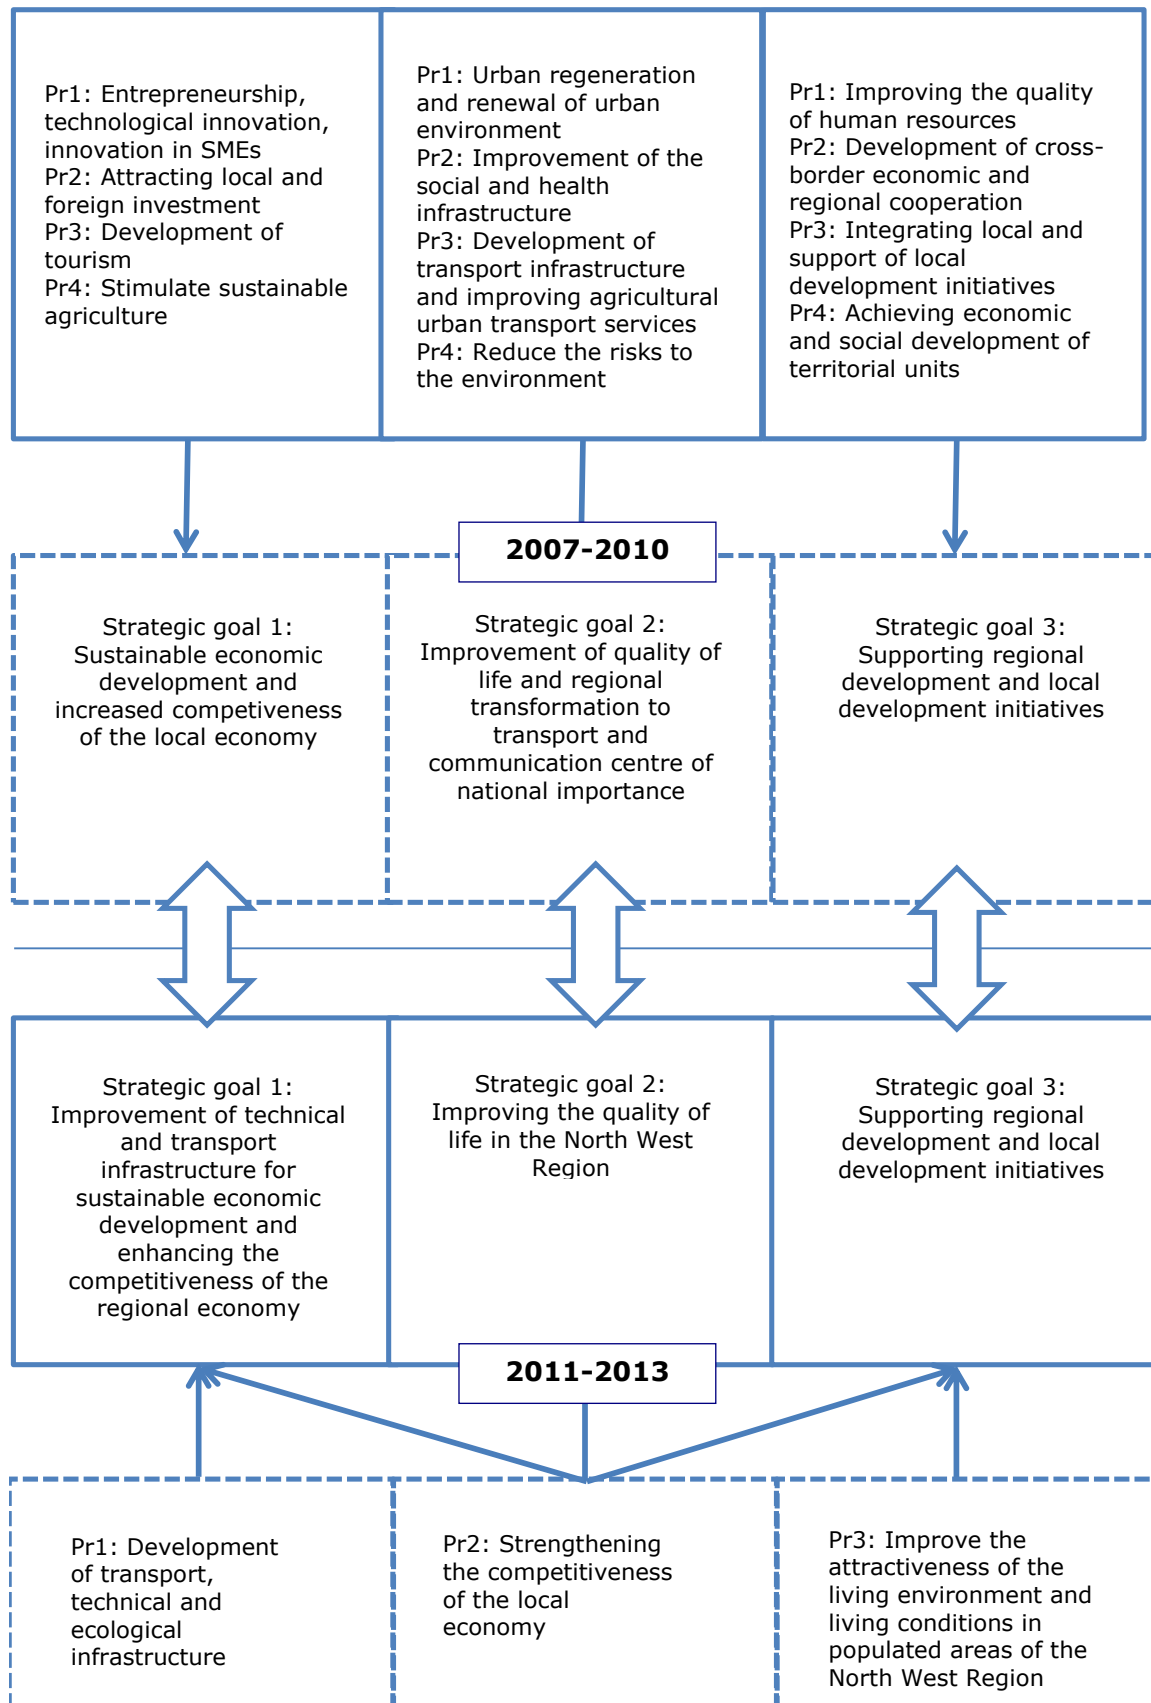 Pr1: Entrepreneurship,
technological innovation,
innovation in SMEs
Pr2: Attracting local and
foreign investment
Pr3: Development of
tourism
Pr4: Stimulate sustainable
agriculture
Pr1: Urban regeneration
and renewal of urban
environment
Pr2: Improvement of the
social and health
infrastructure
Pr3: Development of
transport infrastructure
and improving agricultural
urban transport services
Pr4: Reduce the risks to
the environment
Pr1: Improving the quality
of human resources
Pr2: Development of cross-
border economic and
regional cooperation
Pr3: Integrating local and
support of local
development initiatives
Pr4: Achieving economic
and social development of
territorial units
2007-2010
Strategic goal 1:
Sustainable economic
development and
increased competiveness
of the local economy
Strategic goal 2:
Improvement of quality of
life and regional
transformation to
transport and
communication centre of
national importance
Strategic goal 3:
Supporting regional
development and local
development initiatives
Strategic goal 1:
Improvement of technical
and transport
infrastructure for
sustainable economic
development and
enhancing the
competitiveness of the
regional economy
Strategic goal 2:
Improving the quality of
life in the North West
Region
Strategic goal 3:
Supporting regional
development and local
development initiatives
2011-2013
Pr1: Development
of transport,
technical and
ecological
infrastructure
Pr2: Strengthening
the competitiveness
of the local
economy
Pr3: Improve the
attractiveness of the
living environment and
living conditions in
populated areas of the
North West Region